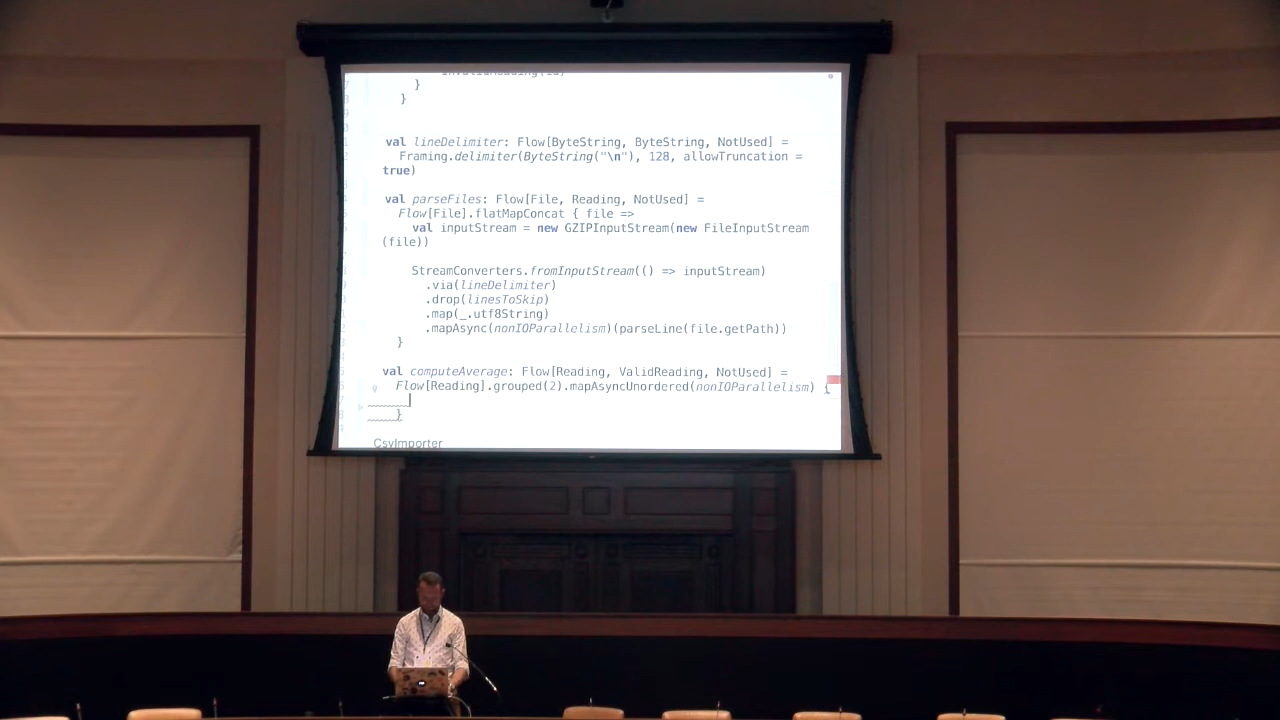 }
}
val lineDelimiter: Flow[ByteString, ByteString, NotUsed] =
Framing.delimiter(ByteString("\n"), 128, allowTruncation =
true)
val parseFiles: Flow[File, Reading, NotUsed] =
Flow[File].flatMapConcat { file =>
val inputStream = new GZIPInputStream(new FileInputStream
(file))
StreamConverters.fromInputStream(() => inputStream)
.via(lineDelimiter)
.drop(linesToSkip)
.map(_.utf8String)
.mapAsync(nonIOParallelism)(parseLine(file.getPath))
}
val computeAverage: Flow[Reading, ValidReading, NotUsed] =
Flow[Reading].grouped(2).mapAsyncUnordered(nonIOParallelism) {
}
CsvImporter